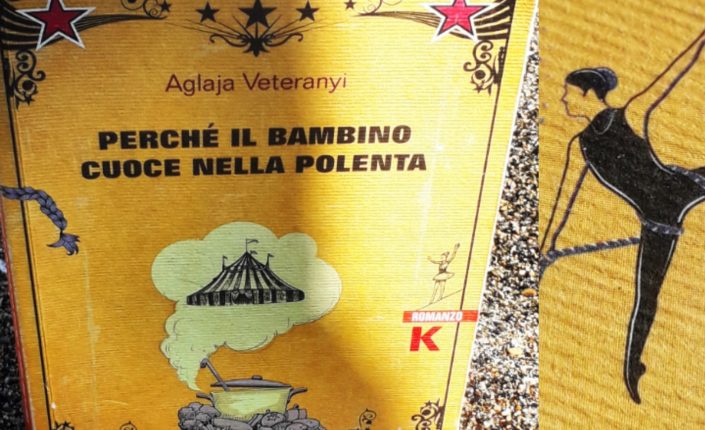 Aglaja Veteranyi
PERCHÉ IL BAMBINO
CUOCE NELLA POLENTA
ROMANZO
K